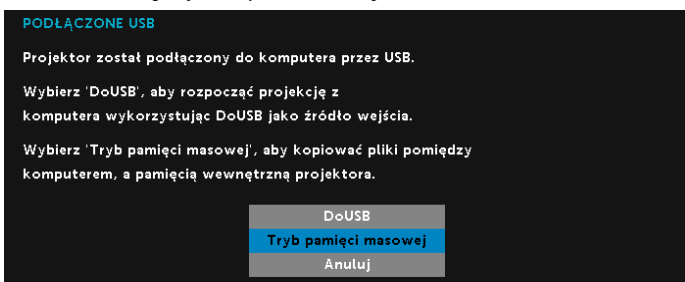 PODŁĄCZONE USB
Projektor został podłączony do komputera przez USB.
Wybierz 'DoUSB', aby rozpocząć projekcję z
komputera wykorzystując DoUSB jako źródło wejścia.
Wybierz 'Tryb pamięci masowej', aby kopiować pliki pomiędzy
komputerem, a pamięcią wewnętrzną projektora.
DoUSB
Tryb pamięci masowej
Anuluj